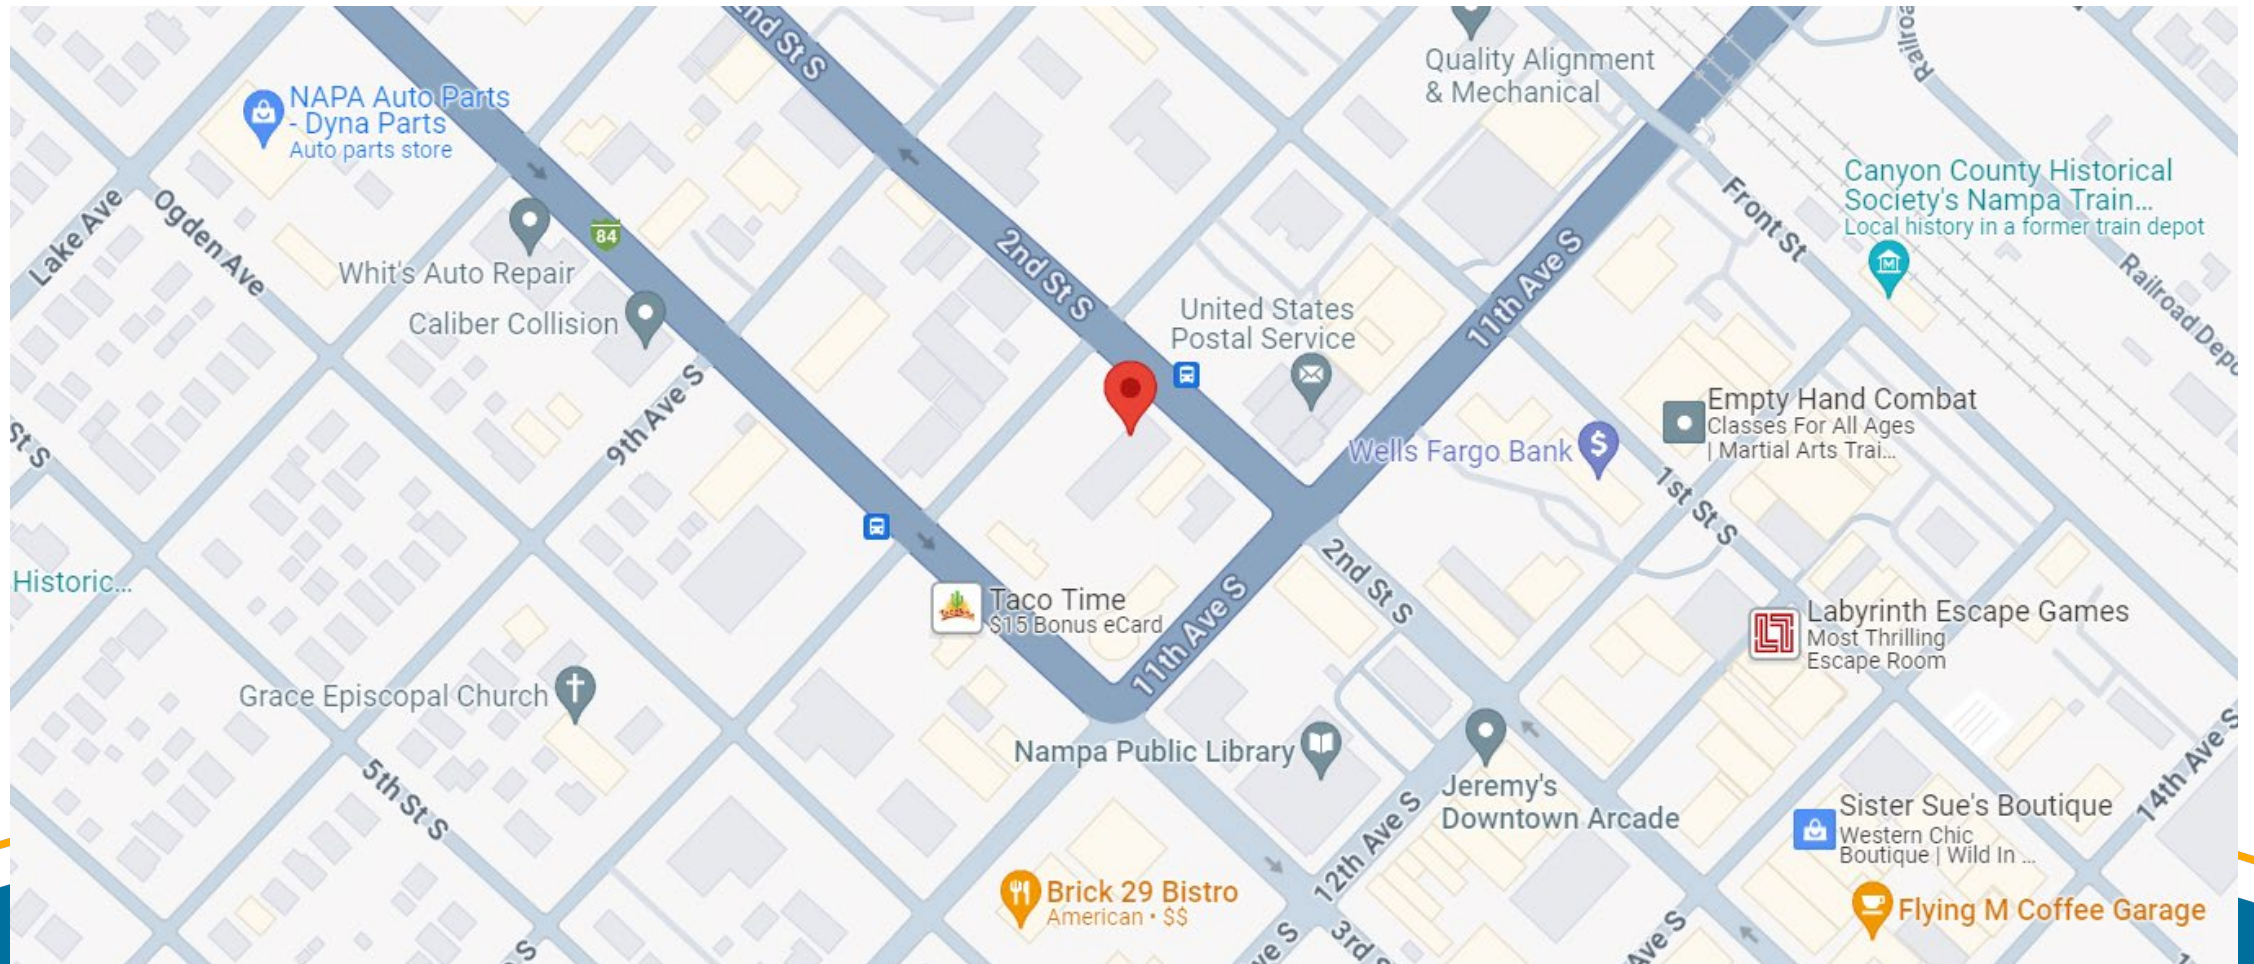 2nd St S
Quality Alignment
& Mechanical
NAPA Auto Parts
- Dyna Parts
Auto parts store
Canyon County Historical
Society's Nampa Train...
Local history in a former train depot
Lake Ave
Ogden Ave
Front St
84
Whit's Auto Repair
2nd St S
11th Ave S
Railroad Depo
Caliber Collision
United States
Postal Service
9th Ave S
St S
Wells Fargo Bank
Empty Hand Combat
Classes For All Ages
| Martial Arts Trai...
1st St S
Historic...
Taco Time
$15 Bonus eCard
11th Ave S
2nd St S
Labyrinth Escape Games
Most Thrilling
Escape Room
Grace Episcopal Church
Nampa Public Library
14th Ave S
5th St S
Jeremy's
Downtown Arcade
12th Ave S
Sister Sue's Boutique
Western Chic
Boutique | Wild In ...
Brick 29 Bistro
American • $$
Flying M Coffee Garage
3rd
Ave S